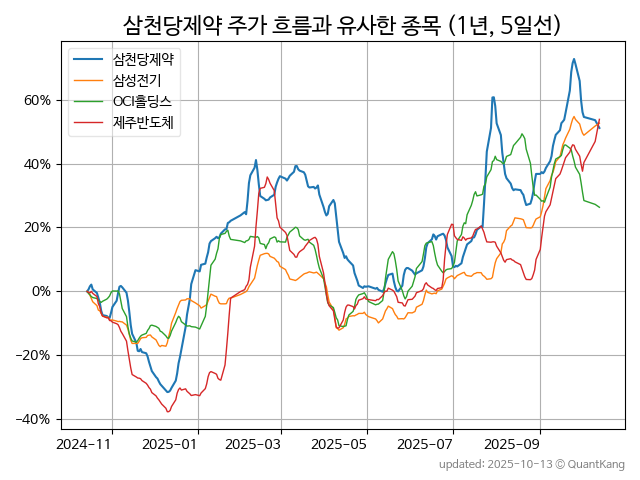 삼천당제약 주가 흐름과 유사한 종목 (1년, 5일선)
삼천당제약
삼성전기
OCI홀딩스
제주반도체
60%
40%
20%
0%
−20%
−40%
2024-11
2025-01
2025-03
2025-05
2025-07
2025-09
updated: 2025-10-13 © QuantKang